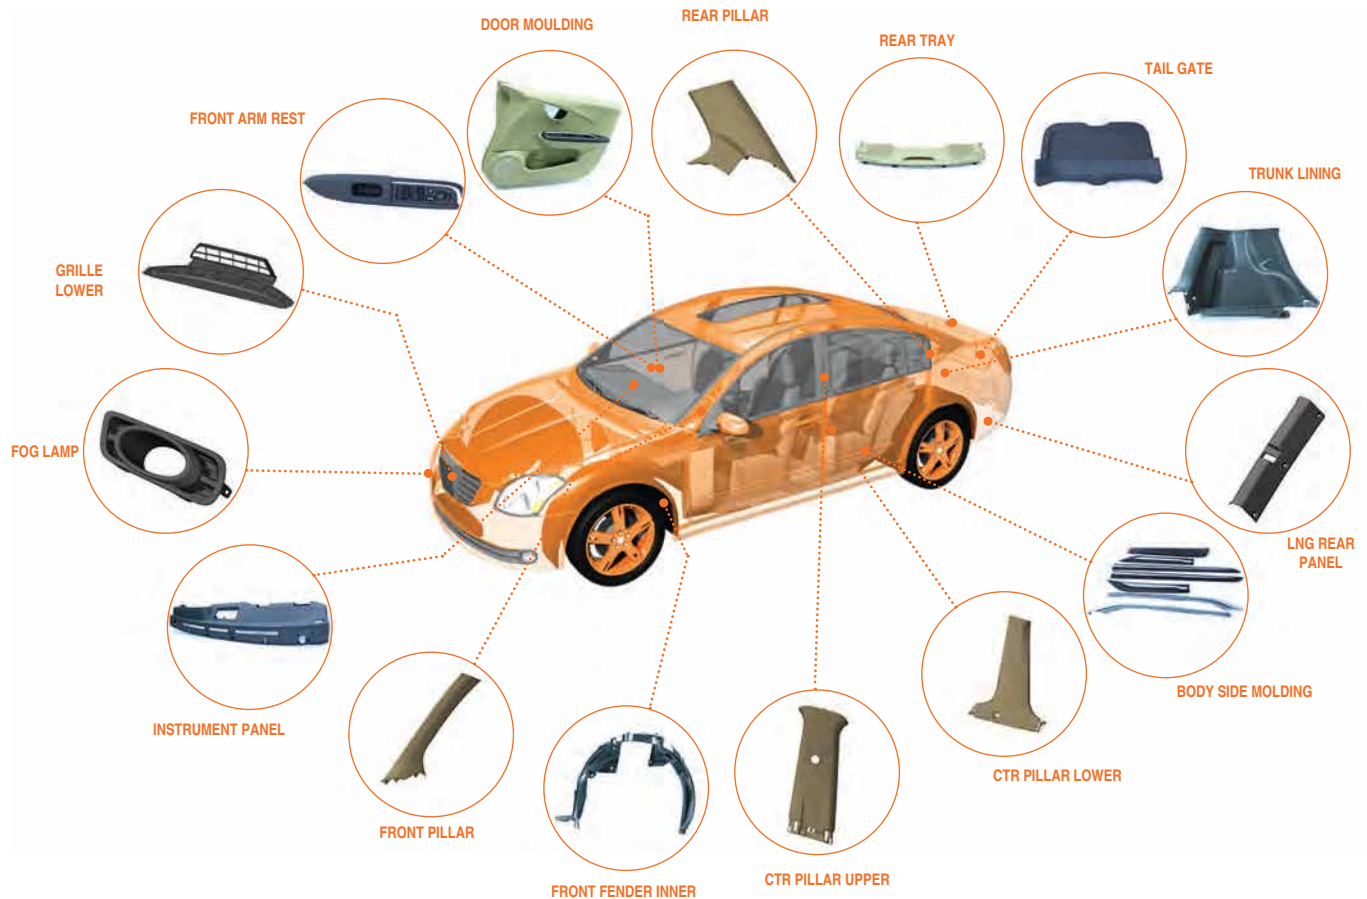 REAR PILLAR
DOOR MOULDING
REAR TRAY
TAIL GATE
FRONT ARM REST
TRUNK LINING
GRILLE
LOWER
FOG LAMP
LNG REAR
PANEL
BODY SIDE MOLDING
INSTRUMENT PANEL
CTR PILLAR LOWER
FRONT PILLAR
CTR PILLAR UPPER
FRONT FENDER INNER